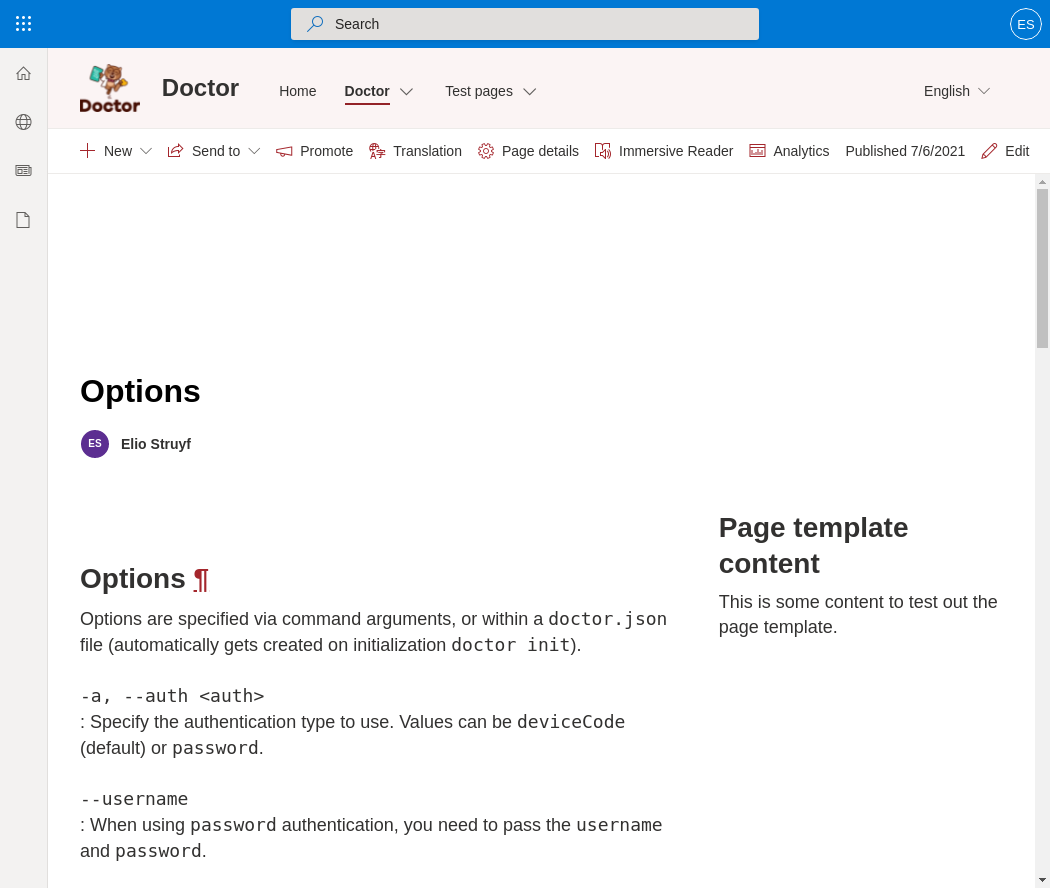 Search
ES
Doctor
Doctor
Home
Doctor
Test pages
English
New
Send to
Promote
Translation
Page details
Immersive Reader
Analytics
Published 7/6/2021
Edit
Options
ES
Elio Struyf
Options ¶
Options are specified via command arguments, or within a doctor.json
file (automatically gets created on initialization doctor init).
-a, --auth <auth>
: Specify the authentication type to use. Values can be deviceCode
(default) or password.
--username
: When using password authentication, you need to pass the username
and password.
Page template
content
This is some content to test out the
page template.